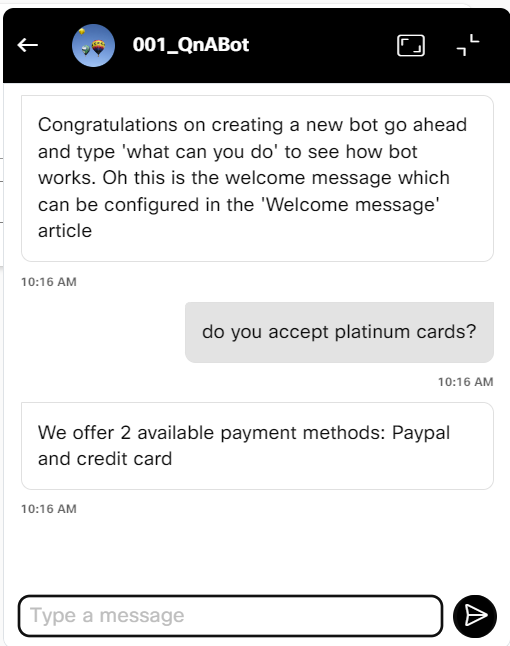 001_QnABot
Congratulations on creating a new bot go ahead
and type 'what can you do' to see how bot
works. Oh this is the welcome message which
can be configured in the 'Welcome message'
article
10:16 AM
do you accept platinum cards?
10:16 AM
We offer 2 available payment methods: Paypal
and credit card
10:16 AM
Type a message